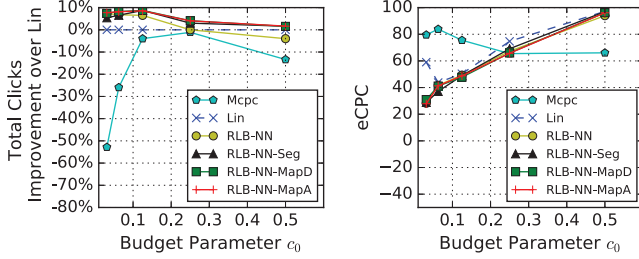 10%
0%
-10%
-20%
-30%
-40%
-50%
-60%
-70%
-80%
Total Clicks
Improvement over Lin
Mcpc
Lin
RLB-NN
RLB-NN-Seg
RLB-NN-MapD
RLB-NN-MapA
0.1 0.2 0.3 0.4 0.5
Budget Parameter c₀
100
80
60
40
20
0
−20
−40
eCPC
Mcpc
Lin
RLB-NN
RLB-NN-Seg
RLB-NN-MapD
RLB-NN-MapA
0.1 0.2 0.3 0.4 0.5
Budget Parameter c₀